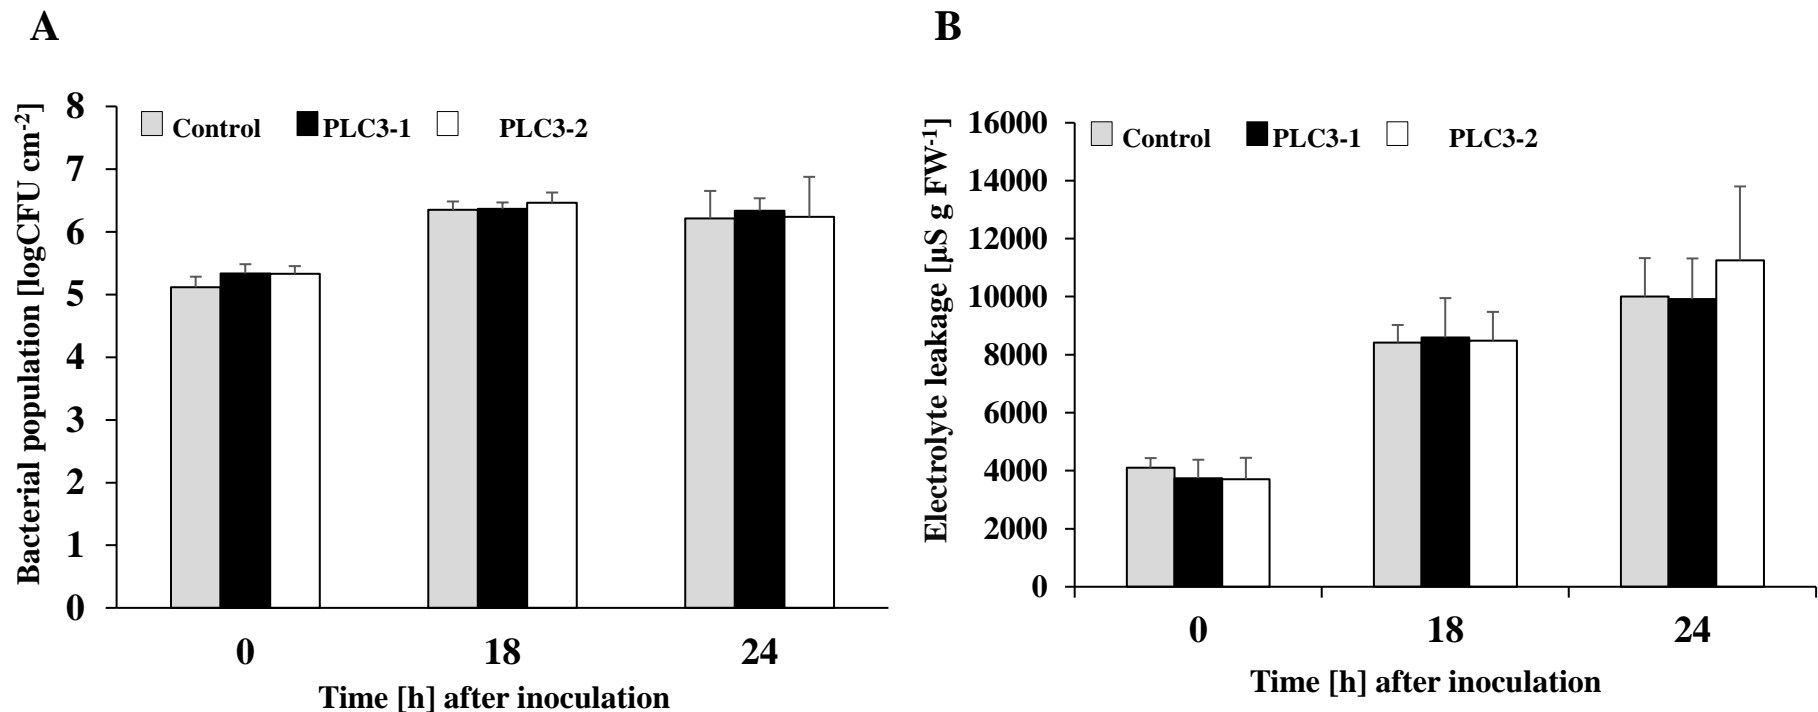 A
Bacterial population [logCFU cm-2]
8
7
6
5
4
3
2
1
0
Control PLC3-1 PLC3-2
0 18 24
Time [h] after inoculation
B
Electrolyte leakage [µS g FW-1]
16000
14000
12000
10000
8000
6000
4000
2000
0
Control PLC3-1 PLC3-2
0 18 24
Time [h] after inoculation